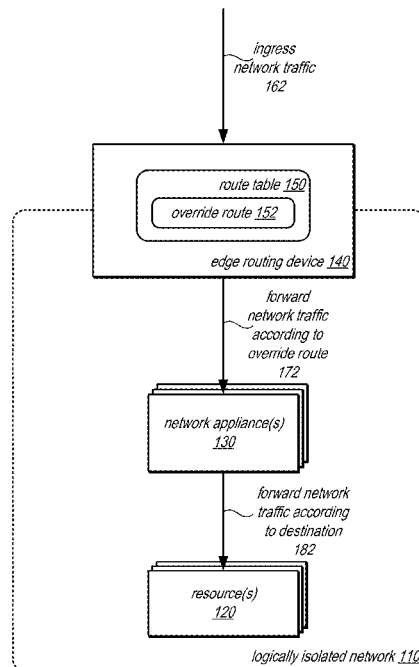 ingress
network traffic
162
route table 150
override route 152
edge routing device 140
forward
network traffic
according to
override route
172
network appliance(s)
130
forward network
traffic according
to destination
182
resource(s)
120
logically isolated network 110